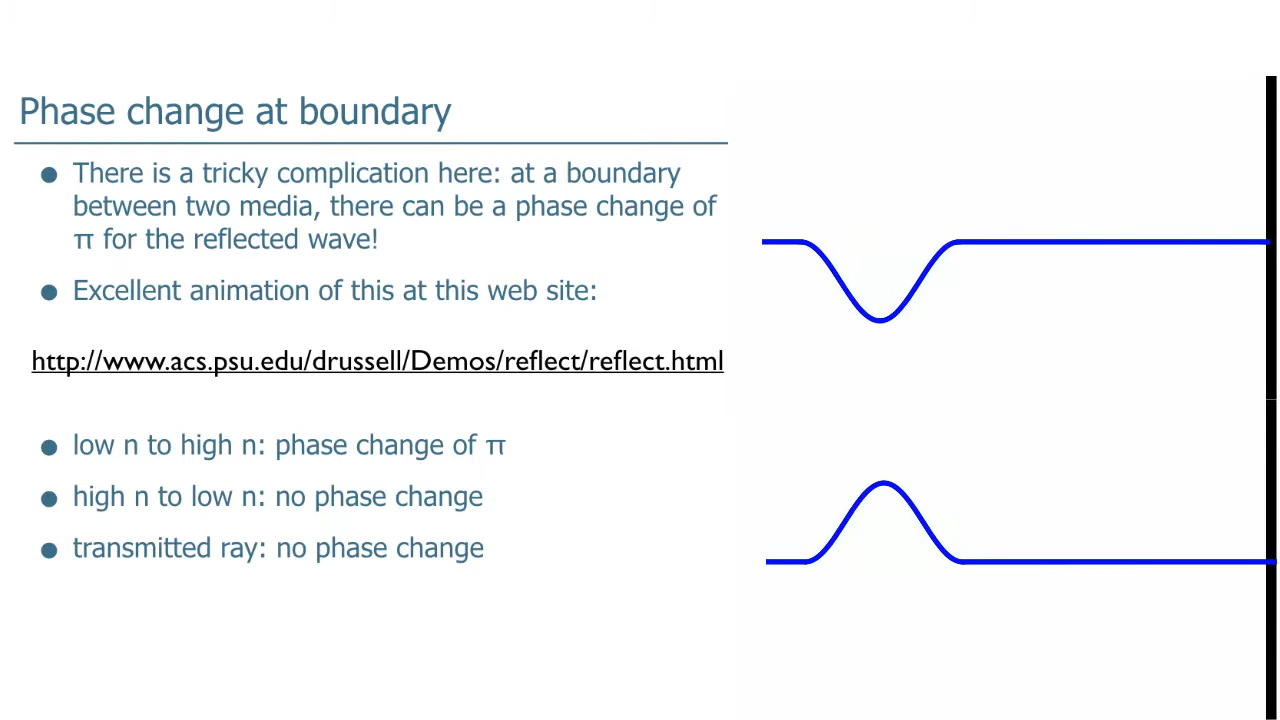 Phase change at boundary
● There is a tricky complication here: at a boundary
between two media, there can be a phase change of
π for the reflected wave!
● Excellent animation of this at this web site:
http://www.acs.psu.edu/drussell/Demos/reflect/reflect.html
● low n to high n: phase change of π
● high n to low n: no phase change
● transmitted ray: no phase change